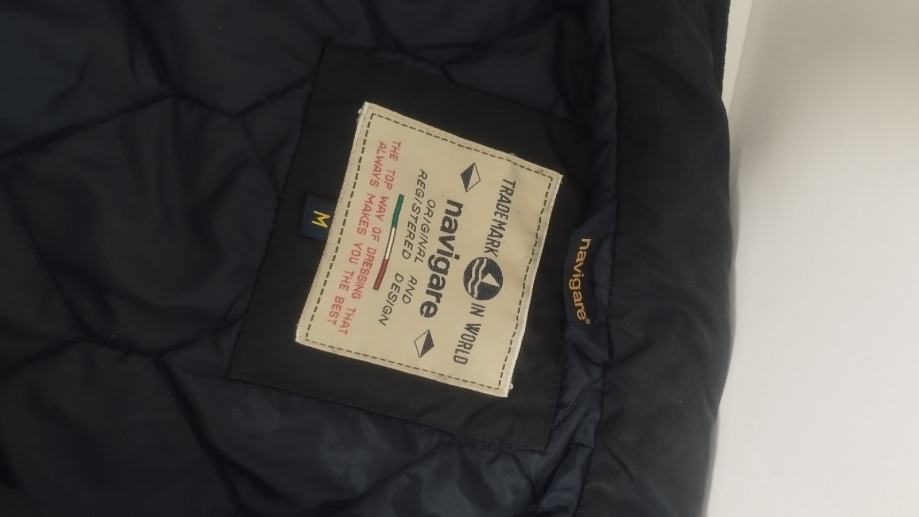 TRADEMARK IN WORLD
navigare
ORIGINAL AND
REGISTERED DESIGN
THE TOP WAY OF DRESSING THAT
ALWAYS MAKES YOU THE BEST
M
navigare®